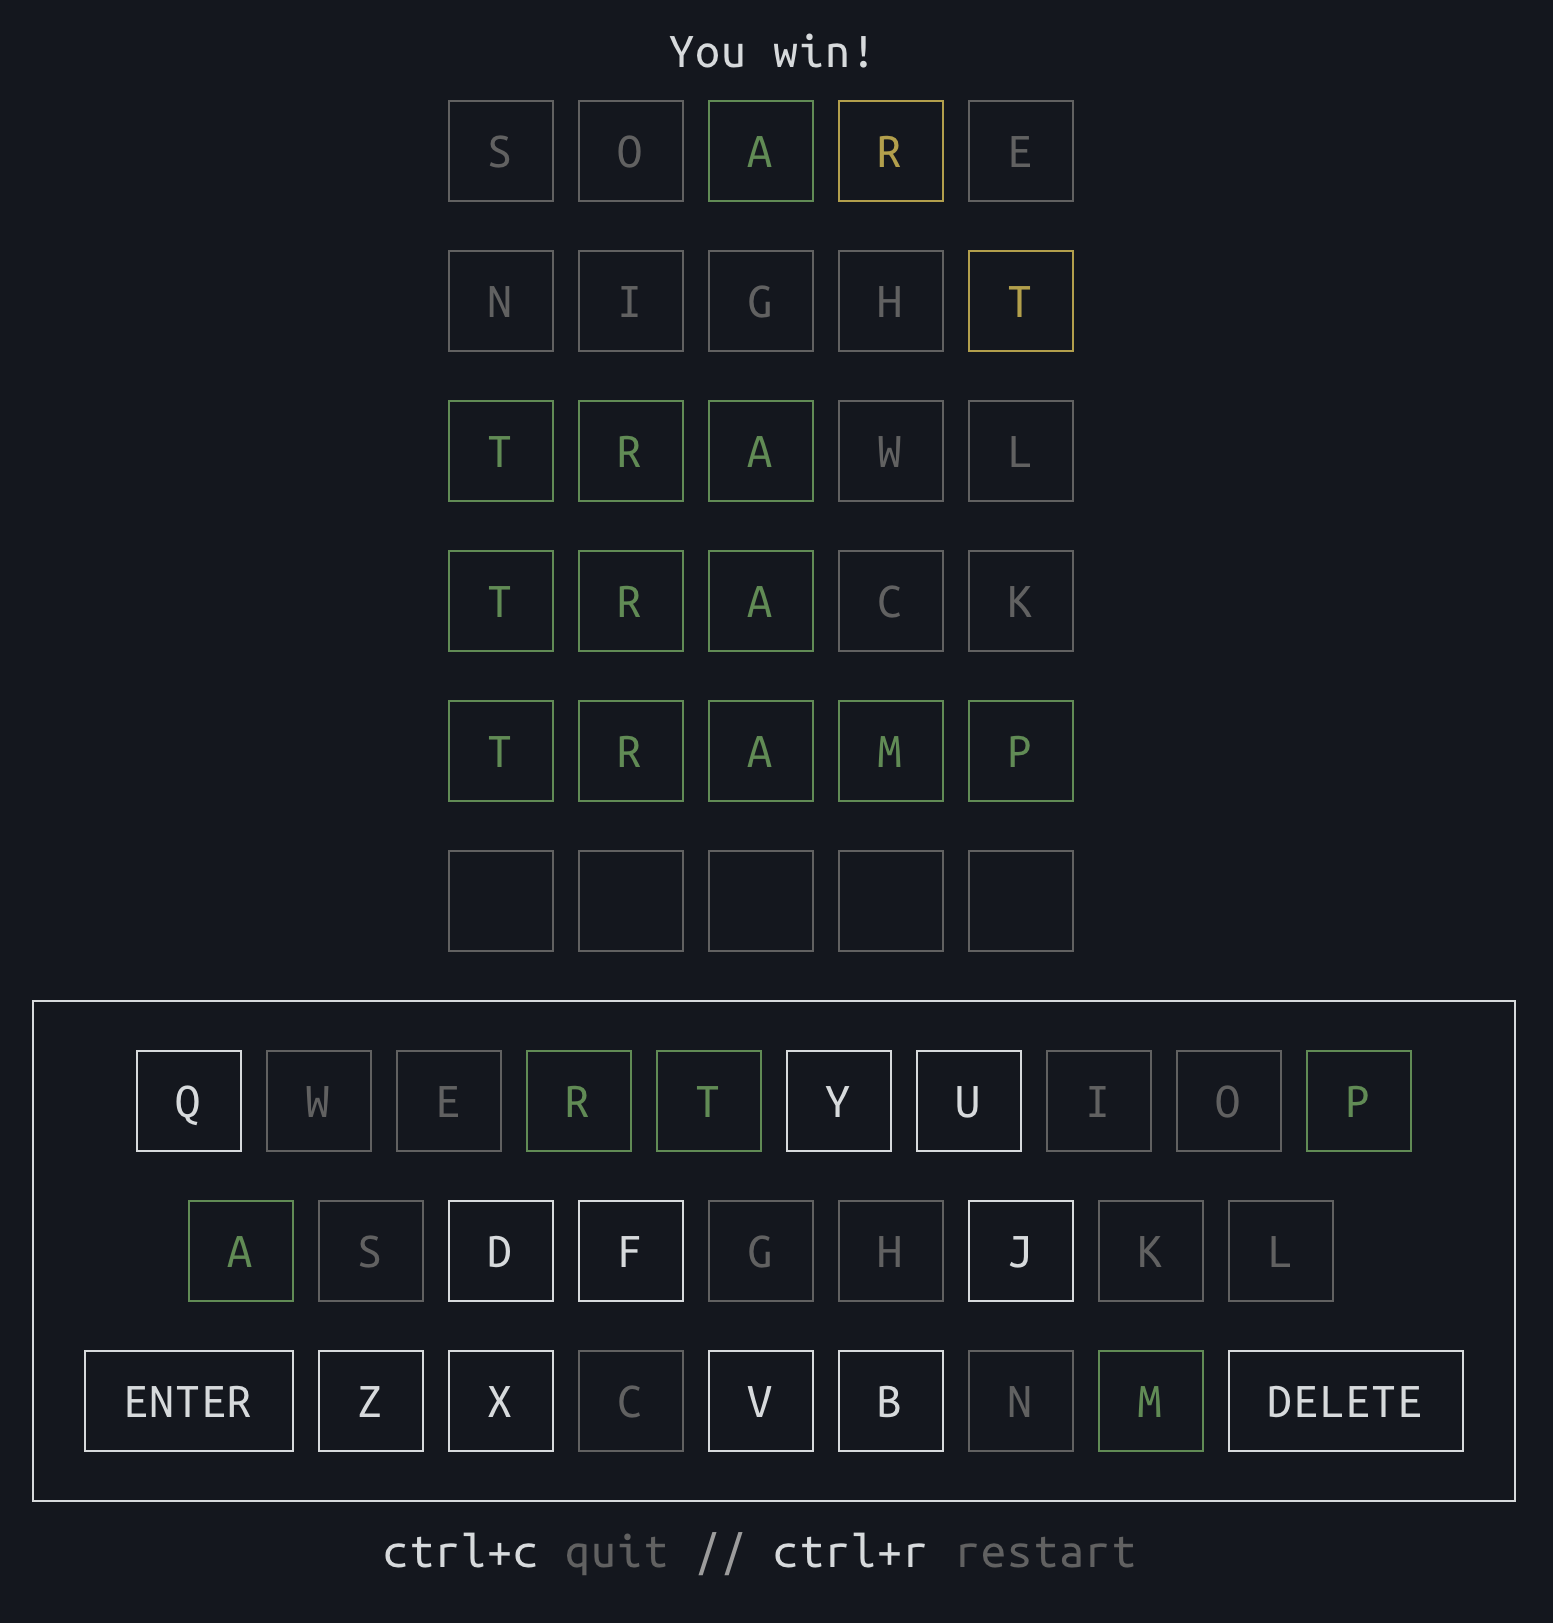 You win!
S O A R E
N I G H T
T R A W L
T R A C K
T R A M P
Q W E R T Y U I O P
A S D F G H J K L
ENTER Z X C V B N M DELETE
ctrl+c quit // ctrl+r restart